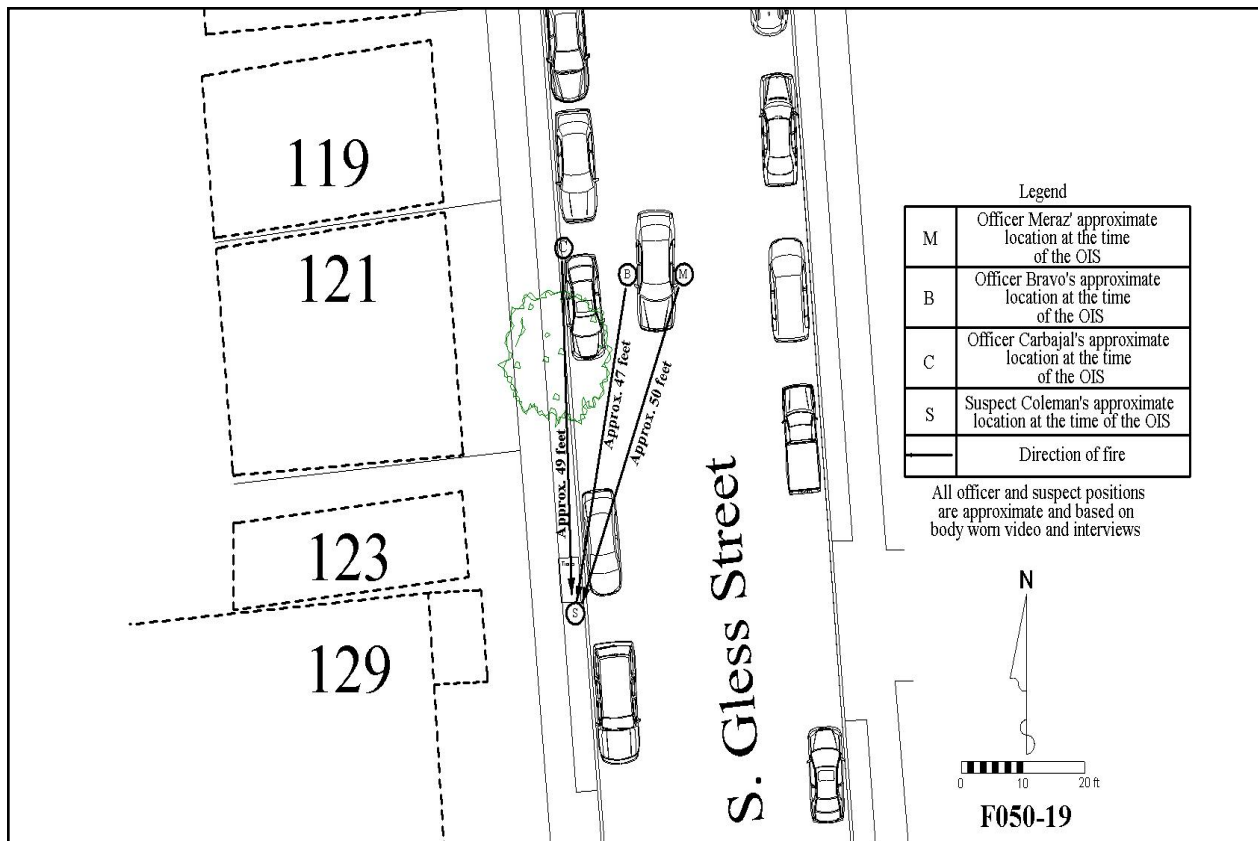 119
121
123
129
C
B
M
S
Approx. 49 feet
Approx. 47 feet
Approx. 50 feet
S. Gless Street
Legend
M
Officer Meraz' approximate
location at the time
of the OIS
B
Officer Bravo's approximate
location at the time
of the OIS
C
Officer Carbajal's approximate
location at the time
of the OIS
S
Suspect Coleman's approximate
location at the time of the OIS
Direction of fire
All officer and suspect positions
are approximate and based on
body worn video and interviews
N
0 10 20 ft
F050-19